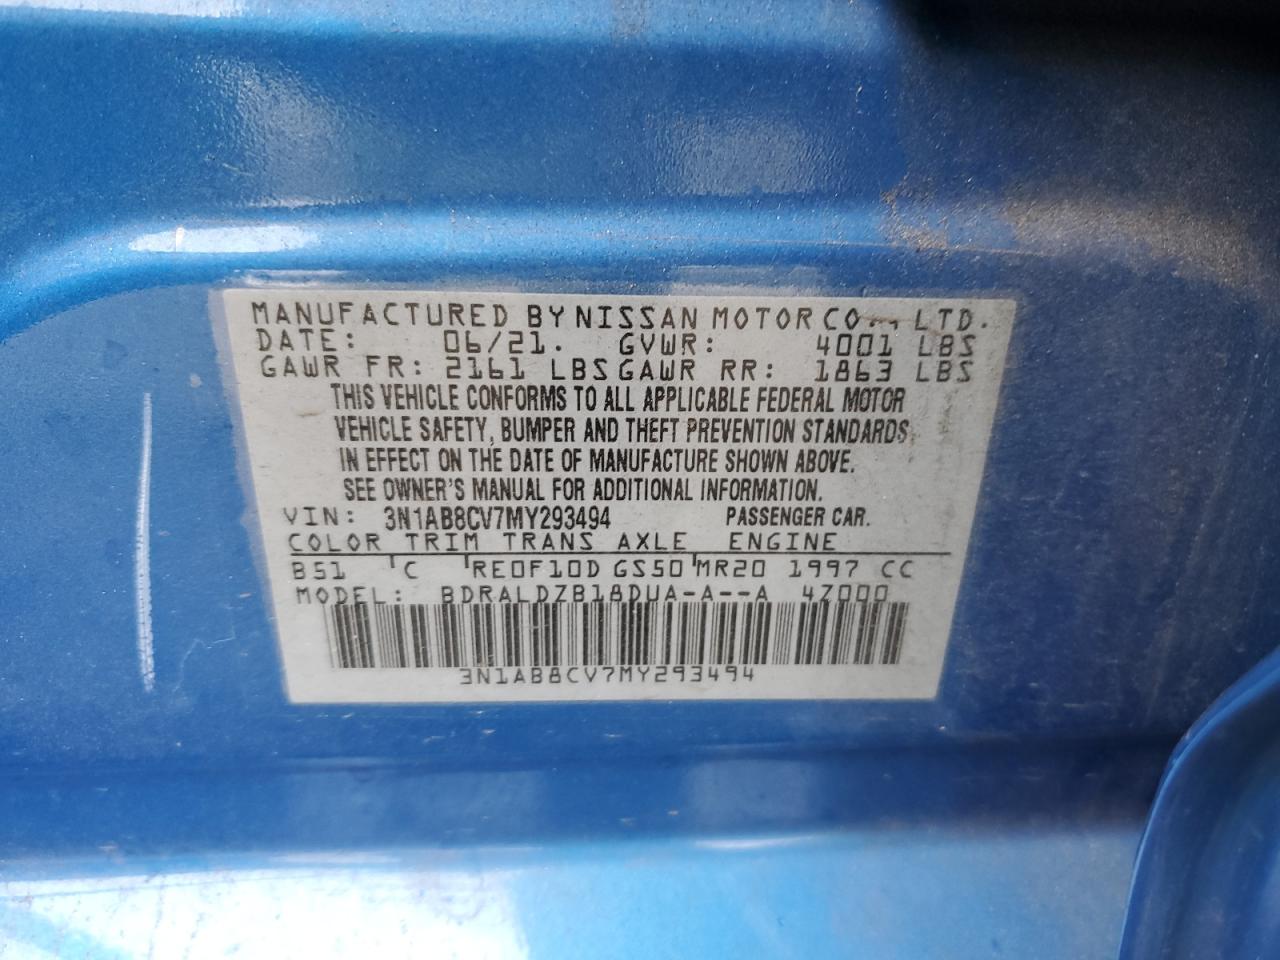 MANUFACTURED BY NISSAN MOTOR CO., LTD.
DATE: 06/21. GVWR: 4001 LBS
GAWR FR: 2161 LBS GAWR RR: 1863 LBS
THIS VEHICLE CONFORMS TO ALL APPLICABLE FEDERAL MOTOR
VEHICLE SAFETY, BUMPER AND THEFT PREVENTION STANDARDS
IN EFFECT ON THE DATE OF MANUFACTURE SHOWN ABOVE.
SEE OWNER'S MANUAL FOR ADDITIONAL INFORMATION.
VIN: 3N1AB8CV7MY293494 PASSENGER CAR.
COLOR TRIM TRANS AXLE ENGINE
B51 C RE0F10D GS50 MR20 1997 CC
MODEL: BDRALDZB18DUA-A--A 4Z000
3N1AB8CV7MY293494